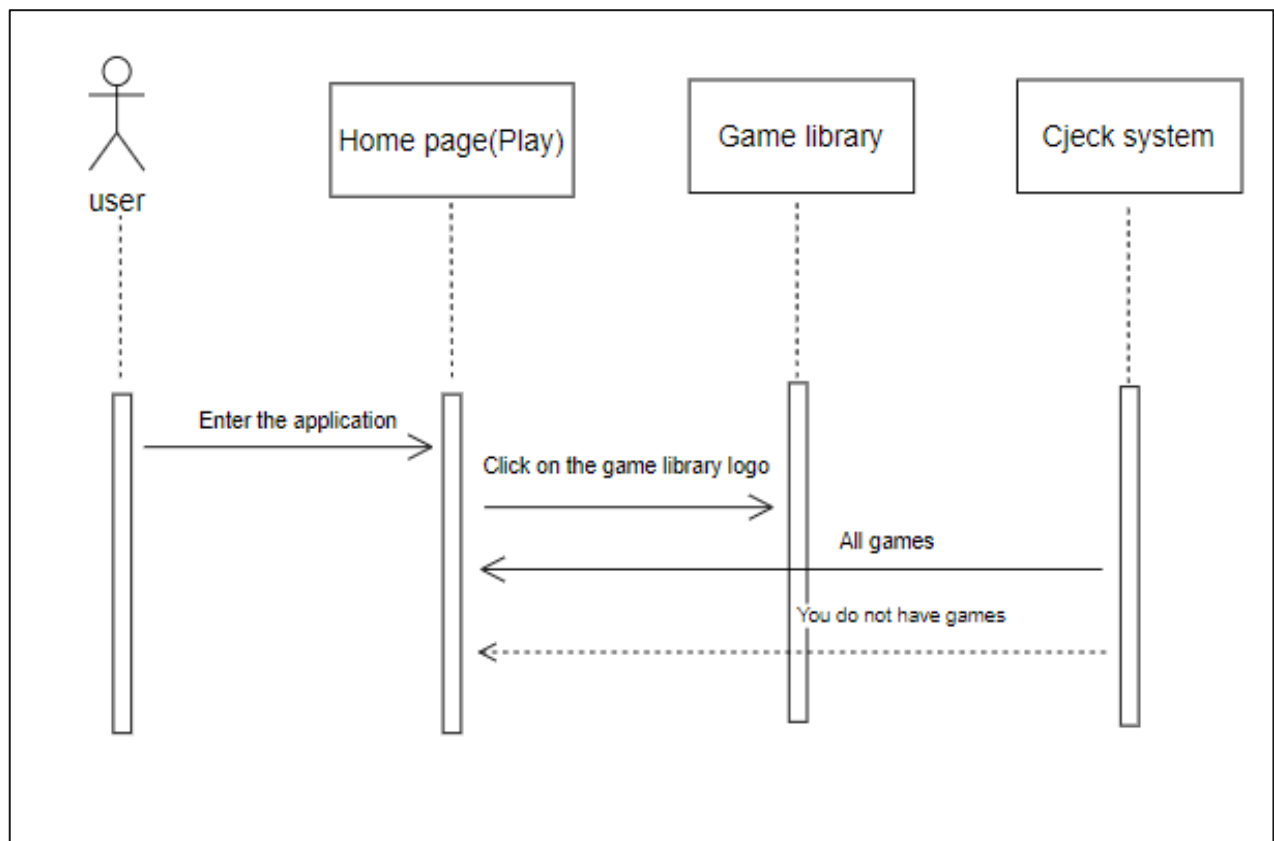 user
Home page(Play)
Game library
Cjeck system
Enter the application
Click on the game library logo
All games
You do not have games